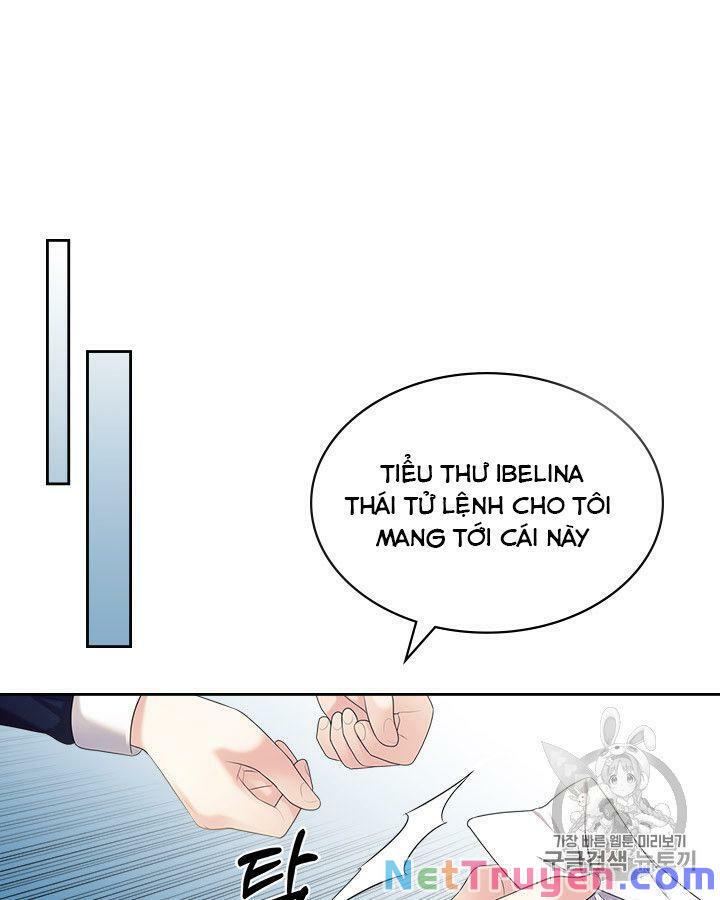 TIỂU THƯ IBELINA
THÁI TỬ LỆNH CHO TÔI
MANG TỚI CÁI NÀY
가장 빠른 웹툰 미리보기
구글검색 뉴토끼
탁
NetTruyen.com